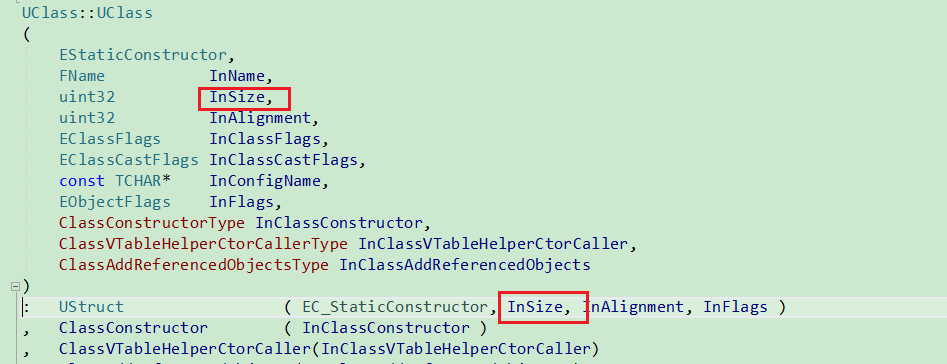 UClass::UClass
(
EStaticConstructor,
FName InName,
uint32 InSize,
uint32 InAlignment,
EClassFlags InClassFlags,
EClassCastFlags InClassCastFlags,
const TCHAR* InConfigName,
EObjectFlags InFlags,
ClassConstructorType InClassConstructor,
ClassVTableHelperCtorCallerType InClassVTableHelperCtorCaller,
ClassAddReferencedObjectsType InClassAddReferencedObjects
)
: UStruct ( EC_StaticConstructor, InSize, InAlignment, InFlags )
, ClassConstructor ( InClassConstructor )
, ClassVTableHelperCtorCaller(InClassVTableHelperCtorCaller)